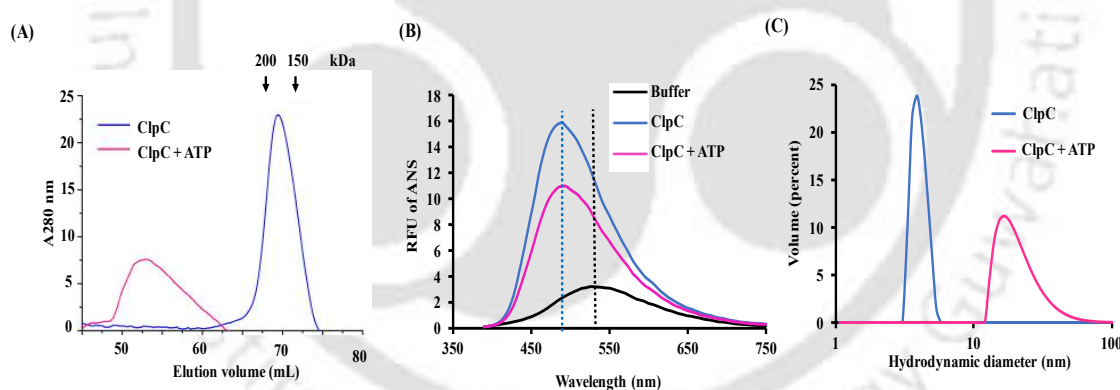 (A)
200 150 kDa
25
20
15
10
5
0
A280 nm
ClpC
ClpC + ATP
50 60 70 80
Elution volume (mL)
(B)
18
16
14
12
10
8
6
4
2
0
RFU of ANS
Buffer
ClpC
ClpC + ATP
350 450 550 650 750
Wavelength (nm)
(C)
25
20
15
10
5
0
Volume (percent)
ClpC
ClpC + ATP
1 10 100
Hydrodynamic diameter (nm)